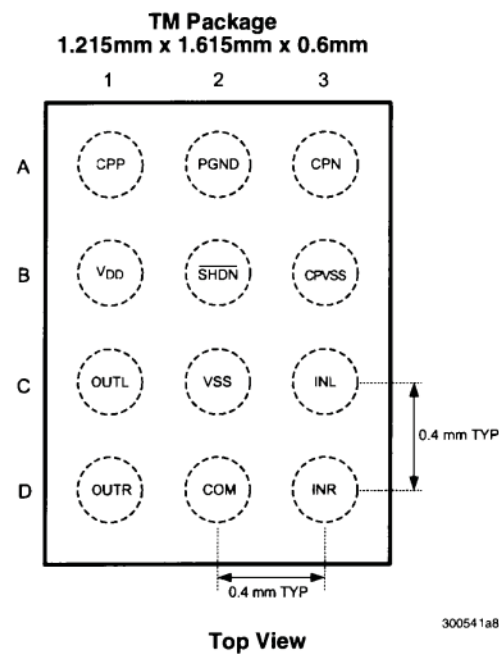 TM Package
1.215mm x 1.615mm x 0.6mm
1 2 3
A CPP PGND CPN
B VDD SHDN CPVSS
C OUTL VSS INL
0.4 mm TYP
D OUTR COM INR
0.4 mm TYP
300541a8
Top View